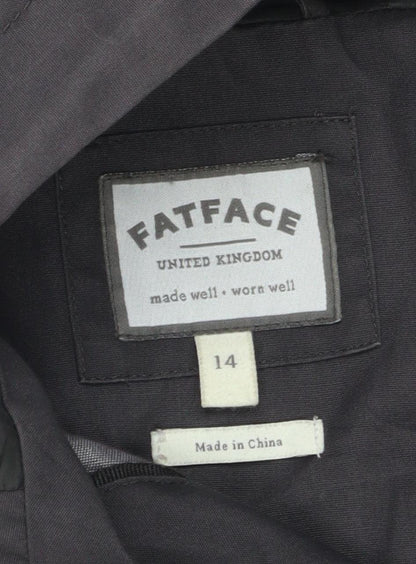 FATFACE
UNITED KINGDOM
made well • worn well
14
Made in China